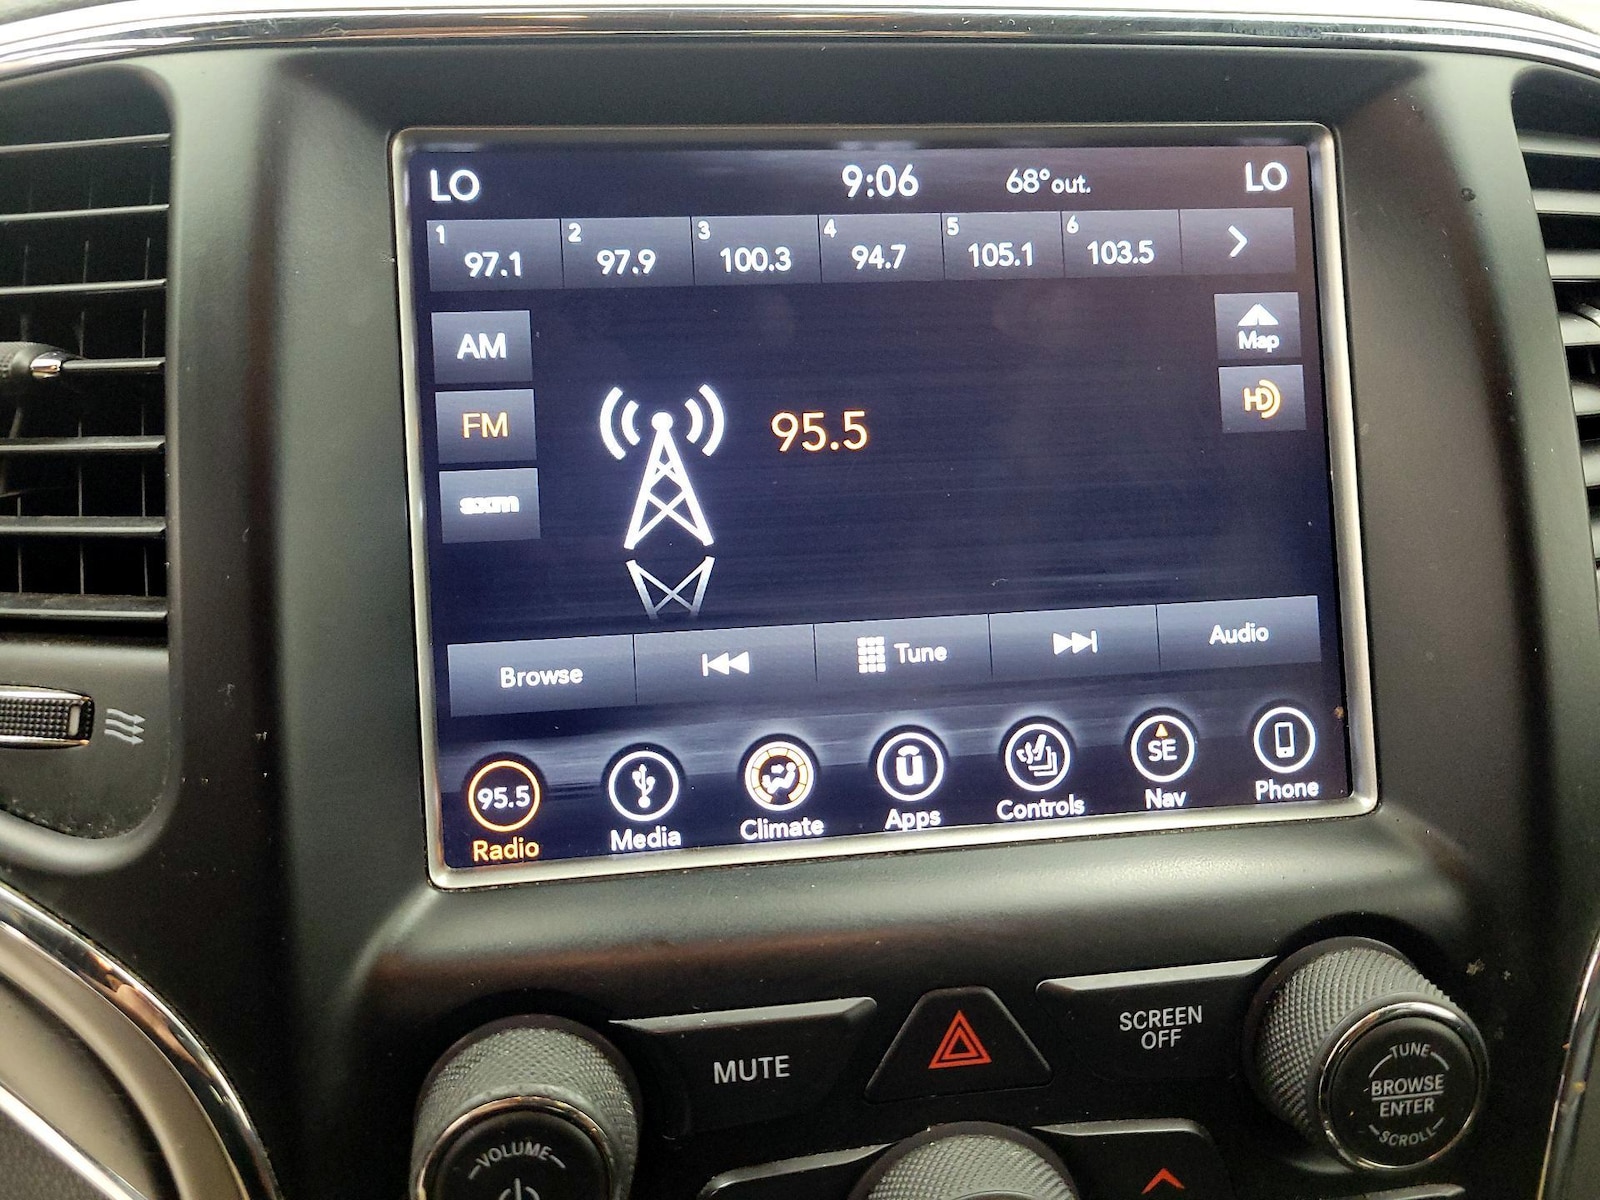 LO 9:06 68° out. LO
1 97.1 2 97.9 3 100.3 4 94.7 5 105.1 6 103.5
AM
Map
FM
HD
95.5
sxm
Browse Tune Audio
95.5 ū SE
Radio Media Climate Apps Controls Nav Phone
MUTE
SCREEN
OFF
TUNE
BROWSE
ENTER
SCROLL
VOLUME